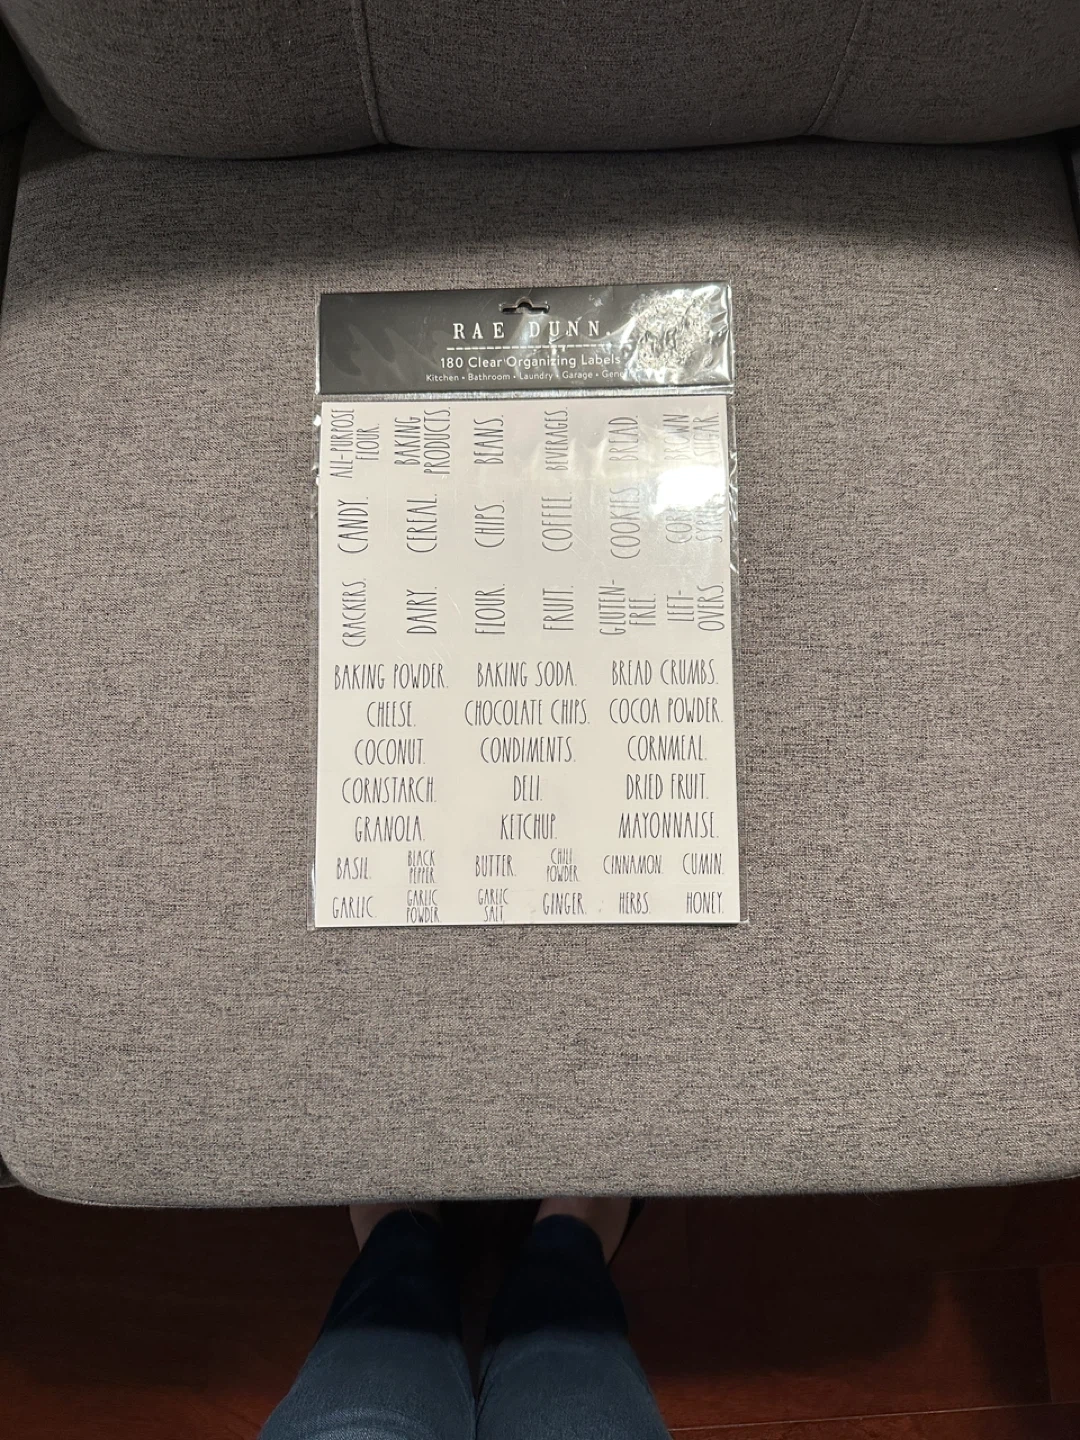 RAE DUNN.
180 Clear Organizing Labels
Kitchen • Bathroom • Laundry • Garage •
ALL-PURPOSE
FLOUR.
BAKING
PRODUCTS.
BEANS.
BEVERAGES.
BREAD.
BROWN
SUGAR
CANDY.
CEREAL.
CHIPS.
COFFEE.
COOKIES
CRACKERS.
DAIRY.
FLOUR.
FRUIT.
GLUTEN-
FREE.
LEFT-
OVERS.
BAKING POWDER.
BAKING SODA.
BREAD CRUMBS.
CHEESE.
CHOCOLATE CHIPS.
COCOA POWDER.
COCONUT.
CONDIMENTS.
CORNMEAL.
CORNSTARCH.
DELI.
DRIED FRUIT.
GRANOLA.
KETCHUP.
MAYONNAISE.
BASIL.
BLACK
PEPPER.
BUTTER.
CHILI
POWDER.
CINNAMON.
CUMIN.
GARLIC.
GARLIC
POWDER.
GARLIC
SALT.
GINGER.
HERBS.
HONEY.